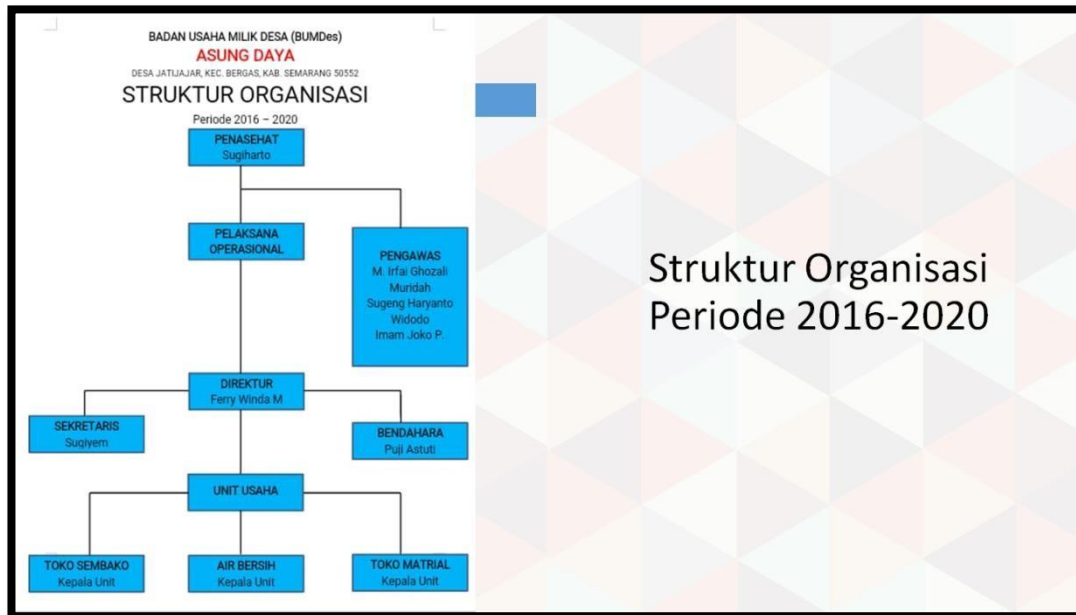 BADAN USAHA MILIK DESA (BUMDes)
ASUNG DAYA
DESA JATIJAJAR, KEC. BERGAS, KAB. SEMARANG 50552
STRUKTUR ORGANISASI
Periode 2016 – 2020
PENASEHAT
Sugiharto
PELAKSANA
OPERASIONAL
PENGAWAS
M. Irfai Ghozali
Muridah
Sugeng Haryanto
Widodo
Imam Joko P.
DIREKTUR
Ferry Winda M
SEKRETARIS
Sugiyem
BENDAHARA
Puji Astuti
UNIT USAHA
TOKO SEMBAKO
Kepala Unit
AIR BERSIH
Kepala Unit
TOKO MATRIAL
Kepala Unit
Struktur Organisasi
Periode 2016-2020